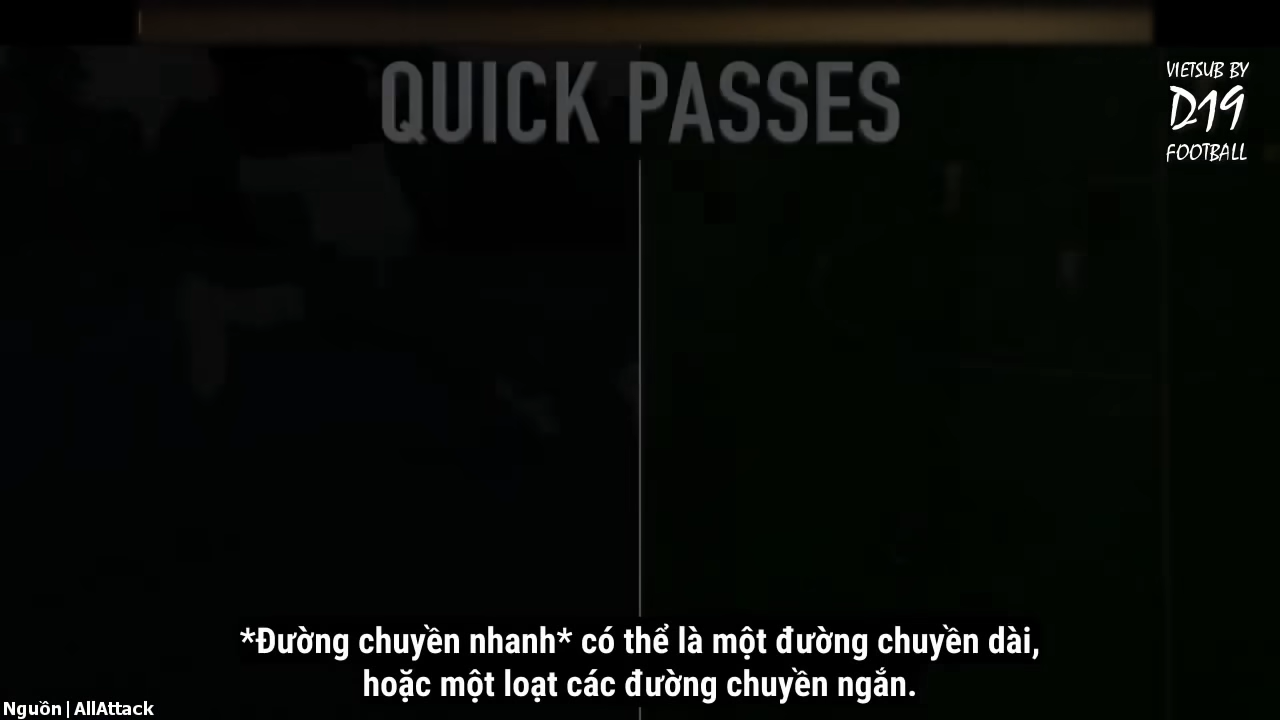 QUICK PASSES
VIETSUB BY
D19
FOOTBALL
*Đường chuyền nhanh* có thể là một đường chuyền dài,
hoặc một loạt các đường chuyền ngắn.
Nguồn | AllAttack